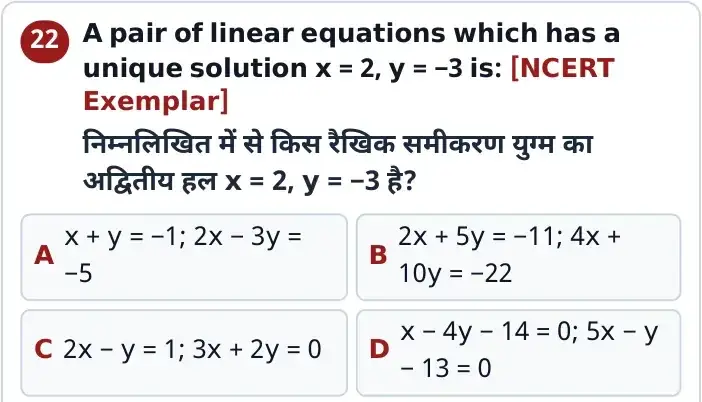 22 A pair of linear equations which has a
unique solution x = 2, y = −3 is: [NCERT
Exemplar]
निम्नलिखित में से किस रैखिक समीकरण युग्म का
अद्वितीय हल x = 2, y = −3 है?
A x + y = −1; 2x − 3y =
−5
B 2x + 5y = −11; 4x +
10y = −22
C 2x − y = 1; 3x + 2y = 0
D x − 4y − 14 = 0; 5x − y
− 13 = 0